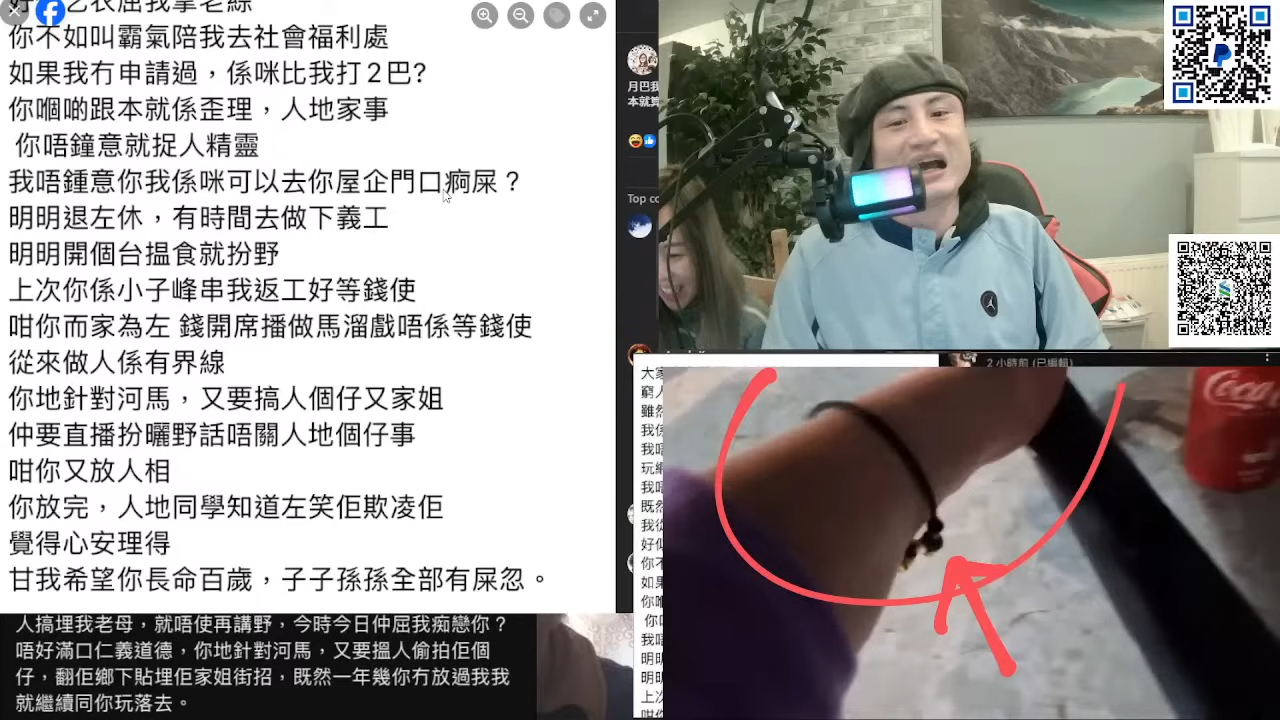 你不如叫霸氣陪我去社會福利處
如果我冇申請過，係咪比我打２巴?
你嗰啲跟本就係歪理，人地家事
你唔鐘意就捉人精靈
我唔鍾意你我係咪可以去你屋企門口痾屎？
明明退左休，有時間去做下義工
明明開個台搵食就扮野
上次你係小子峰串我返工好等錢使
咁你而家為左 錢開席播做馬溜戲唔係等錢使
從來做人係有界線
你地針對河馬，又要搞人個仔又家姐
仲要直播扮曬野話唔關人地個仔事
咁你又放人相
你放完，人地同學知道左笑佢欺凌佢
覺得心安理得
甘我希望你長命百歲，子子孫孫全部有屎忽。
人搞埋我老母，就唔使再講野，今時今日仲屈我痴戀你？
唔好滿口仁義道德，你地針對河馬，又要搵人偷拍佢個
仔，翻佢鄉下貼埋佢家姐街招，既然一年幾你冇放過我我
就繼續同你玩落去。
Top co
2 小時前 (已編輯)